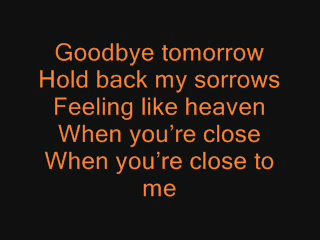 Goodbye tomorrow
Hold back my sorrows
Feeling like heaven
When you’re close
When you’re close to
me